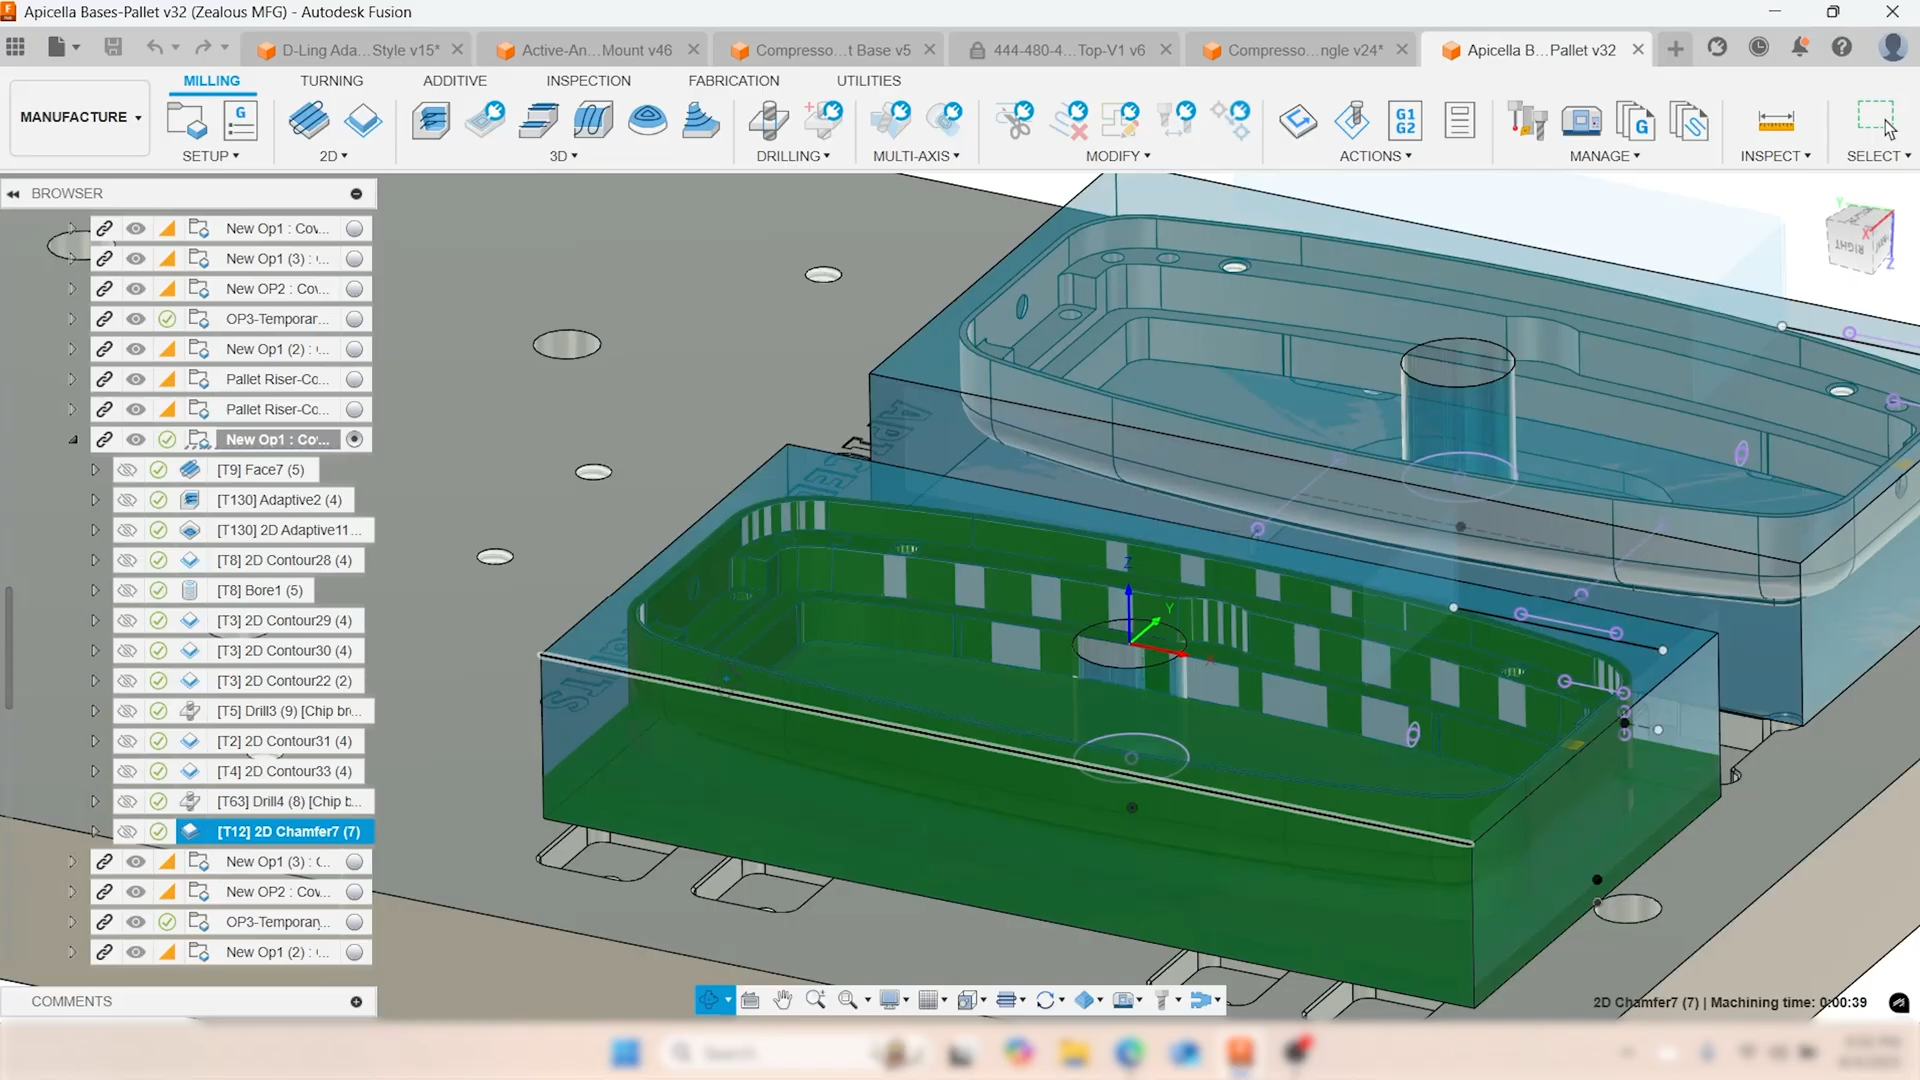 Apicella Bases-Pallet v32 (Zealous MFG) - Autodesk Fusion
D-Ling Ada...Style v15*
Active-An...Mount v46
Compresso...t Base v5
444-480-4...Top-V1 v6
Compresso...ngle v24*
Apicella B...Pallet v32
MILLING
TURNING
ADDITIVE
INSPECTION
FABRICATION
UTILITIES
MANUFACTURE
G
G1
G2
G
SETUP
2D
3D
DRILLING
MULTI-AXIS
MODIFY
ACTIONS
MANAGE
INSPECT
SELECT
BROWSER
New Op1 : Cov...
New Op1 (3) : ...
New OP2 : Cov...
OP3-Temporar...
New Op1 (2) : ...
Pallet Riser-Co...
Pallet Riser-Co...
New Op1 : Co...
[T9] Face7 (5)
[T130] Adaptive2 (4)
[T130] 2D Adaptive11...
[T8] 2D Contour28 (4)
[T8] Bore1 (5)
[T3] 2D Contour29 (4)
[T3] 2D Contour30 (4)
[T3] 2D Contour22 (2)
[T5] Drill3 (9) [Chip br...
[T2] 2D Contour31 (4)
[T4] 2D Contour33 (4)
[T63] Drill4 (8) [Chip b...
[T12] 2D Chamfer7 (7)
New Op1 (3) : C...
New OP2 : Cov...
OP3-Temporary...
New Op1 (2) : ...
COMMENTS
Y
X
Z
RIGHT
Z
Y
X
2D Chamfer7 (7) | Machining time: 0:00:39
Search